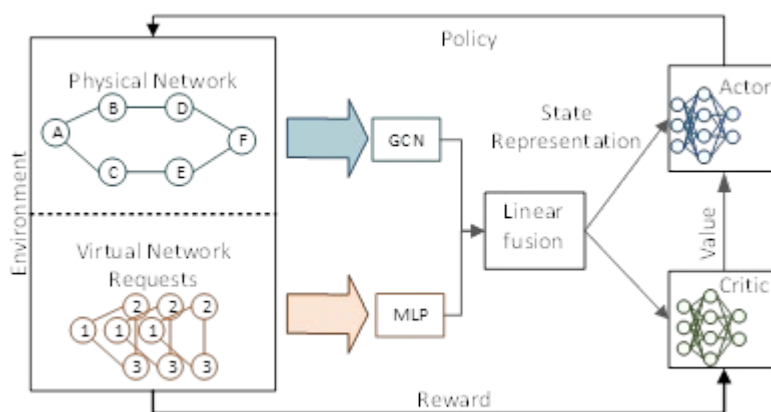 Policy
Physical Network
B
D
A
F
C
E
Environment
Virtual Network
Requests
2 2 2
1 1 1
3 3 3
GCN
MLP
Linear
fusion
State
Representation
Actor
Value
Critic
Reward